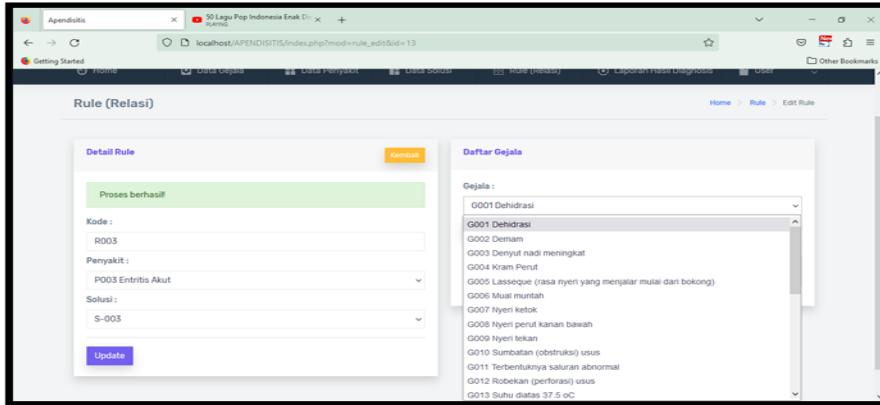 Apendisitis
50 Lagu Pop Indonesia Enak Di
PLAYING
localhost/APENDISITIS/index.php?mod=rule_edit&id=13
New
Getting Started
Other Bookmarks
Home
Data Gejala
Data Penyakit
Data Solusi
Rule (Relasi)
Laporan Hasil Diagnosis
User
Rule (Relasi)
Home > Rule > Edit Rule
Detail Rule
Kembali
Proses berhasil!
Kode :
R003
Penyakit :
P003 Entritis Akut
Solusi :
S-003
Update
Daftar Gejala
Gejala :
G001 Dehidrasi
G001 Dehidrasi
G002 Demam
G003 Denyut nadi meningkat
G004 Kram Perut
G005 Lasseque (rasa nyeri yang menjalar mulai dari bokong)
G006 Mual muntah
G007 Nyeri ketok
G008 Nyeri perut kanan bawah
G009 Nyeri tekan
G010 Sumbatan (obstruksi) usus
G011 Terbentuknya saluran abnormal
G012 Robekan (perforasi) usus
G013 Suhu diatas 37.5 oC